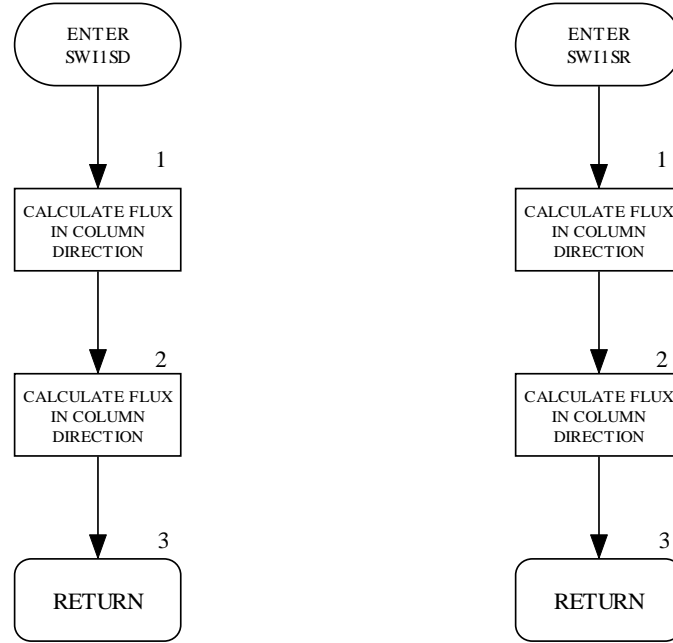 ENTER
SWI1SD
1
CALCULATE FLUX
IN COLUMN
DIRECTION
2
CALCULATE FLUX
IN COLUMN
DIRECTION
3
RETURN
ENTER
SWI1SR
1
CALCULATE FLUX
IN COLUMN
DIRECTION
2
CALCULATE FLUX
IN COLUMN
DIRECTION
3
RETURN